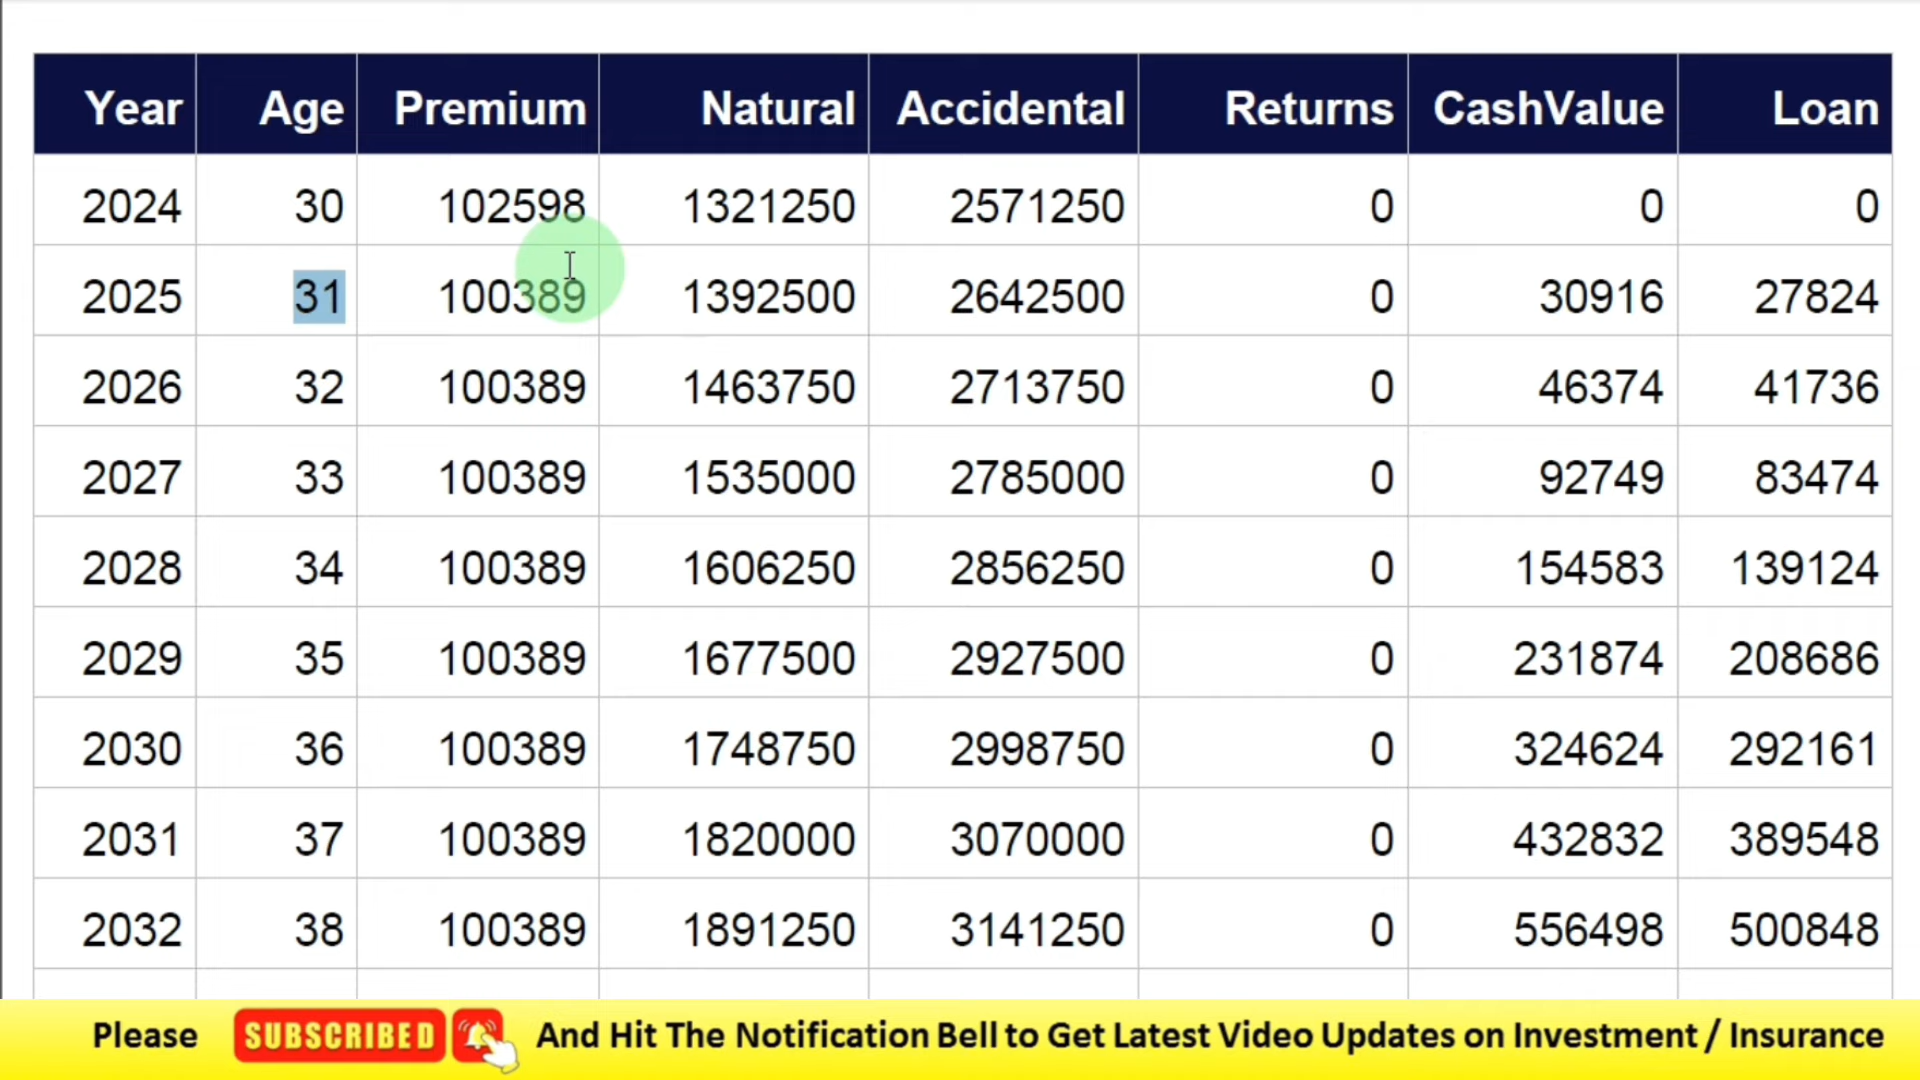 Year Age Premium Natural Accidental Returns CashValue Loan
2024 30 102598 1321250 2571250 0 0 0
2025 31 100389 1392500 2642500 0 30916 27824
2026 32 100389 1463750 2713750 0 46374 41736
2027 33 100389 1535000 2785000 0 92749 83474
2028 34 100389 1606250 2856250 0 154583 139124
2029 35 100389 1677500 2927500 0 231874 208686
2030 36 100389 1748750 2998750 0 324624 292161
2031 37 100389 1820000 3070000 0 432832 389548
2032 38 100389 1891250 3141250 0 556498 500848
Please SUBSCRIBED And Hit The Notification Bell to Get Latest Video Updates on Investment / Insurance